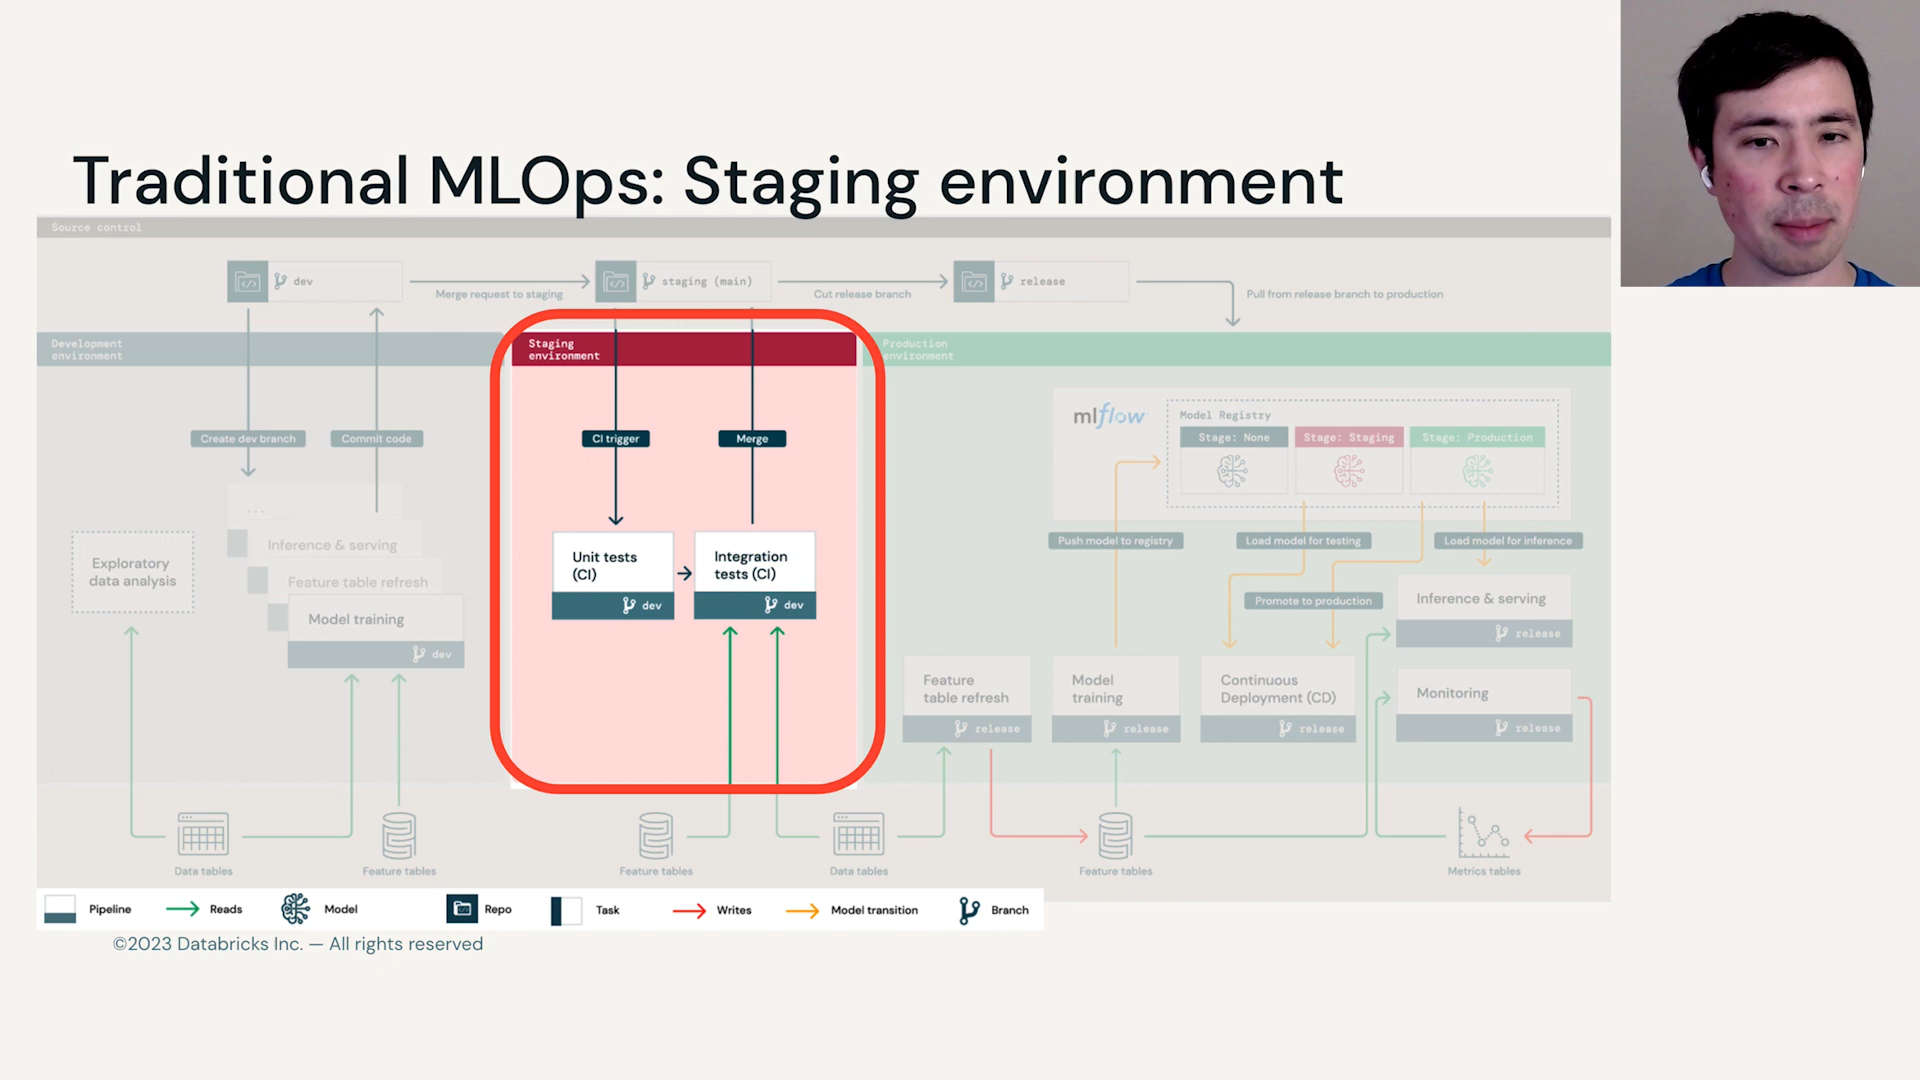 Traditional MLOps: Staging environment
Source control
dev
Merge request to staging
staging (main)
Cut release branch
release
Pull from release branch to production
Development
environment
Staging
environment
Production
environment
Create dev branch
Commit code
CI trigger
Merge
mlflow
Model Registry
Stage: None
Stage: Staging
Stage: Production
...
Inference & serving
Feature table refresh
Model training
dev
Exploratory
data analysis
Unit tests
(CI)
dev
Integration
tests (CI)
dev
Push model to registry
Load model for testing
Load model for inference
Promote to production
Inference & serving
release
Feature
table refresh
release
Model
training
release
Continuous
Deployment (CD)
release
Monitoring
release
Data tables
Feature tables
Feature tables
Data tables
Feature tables
Metrics tables
Pipeline
Reads
Model
Repo
Task
Writes
Model transition
Branch
©2023 Databricks Inc. — All rights reserved